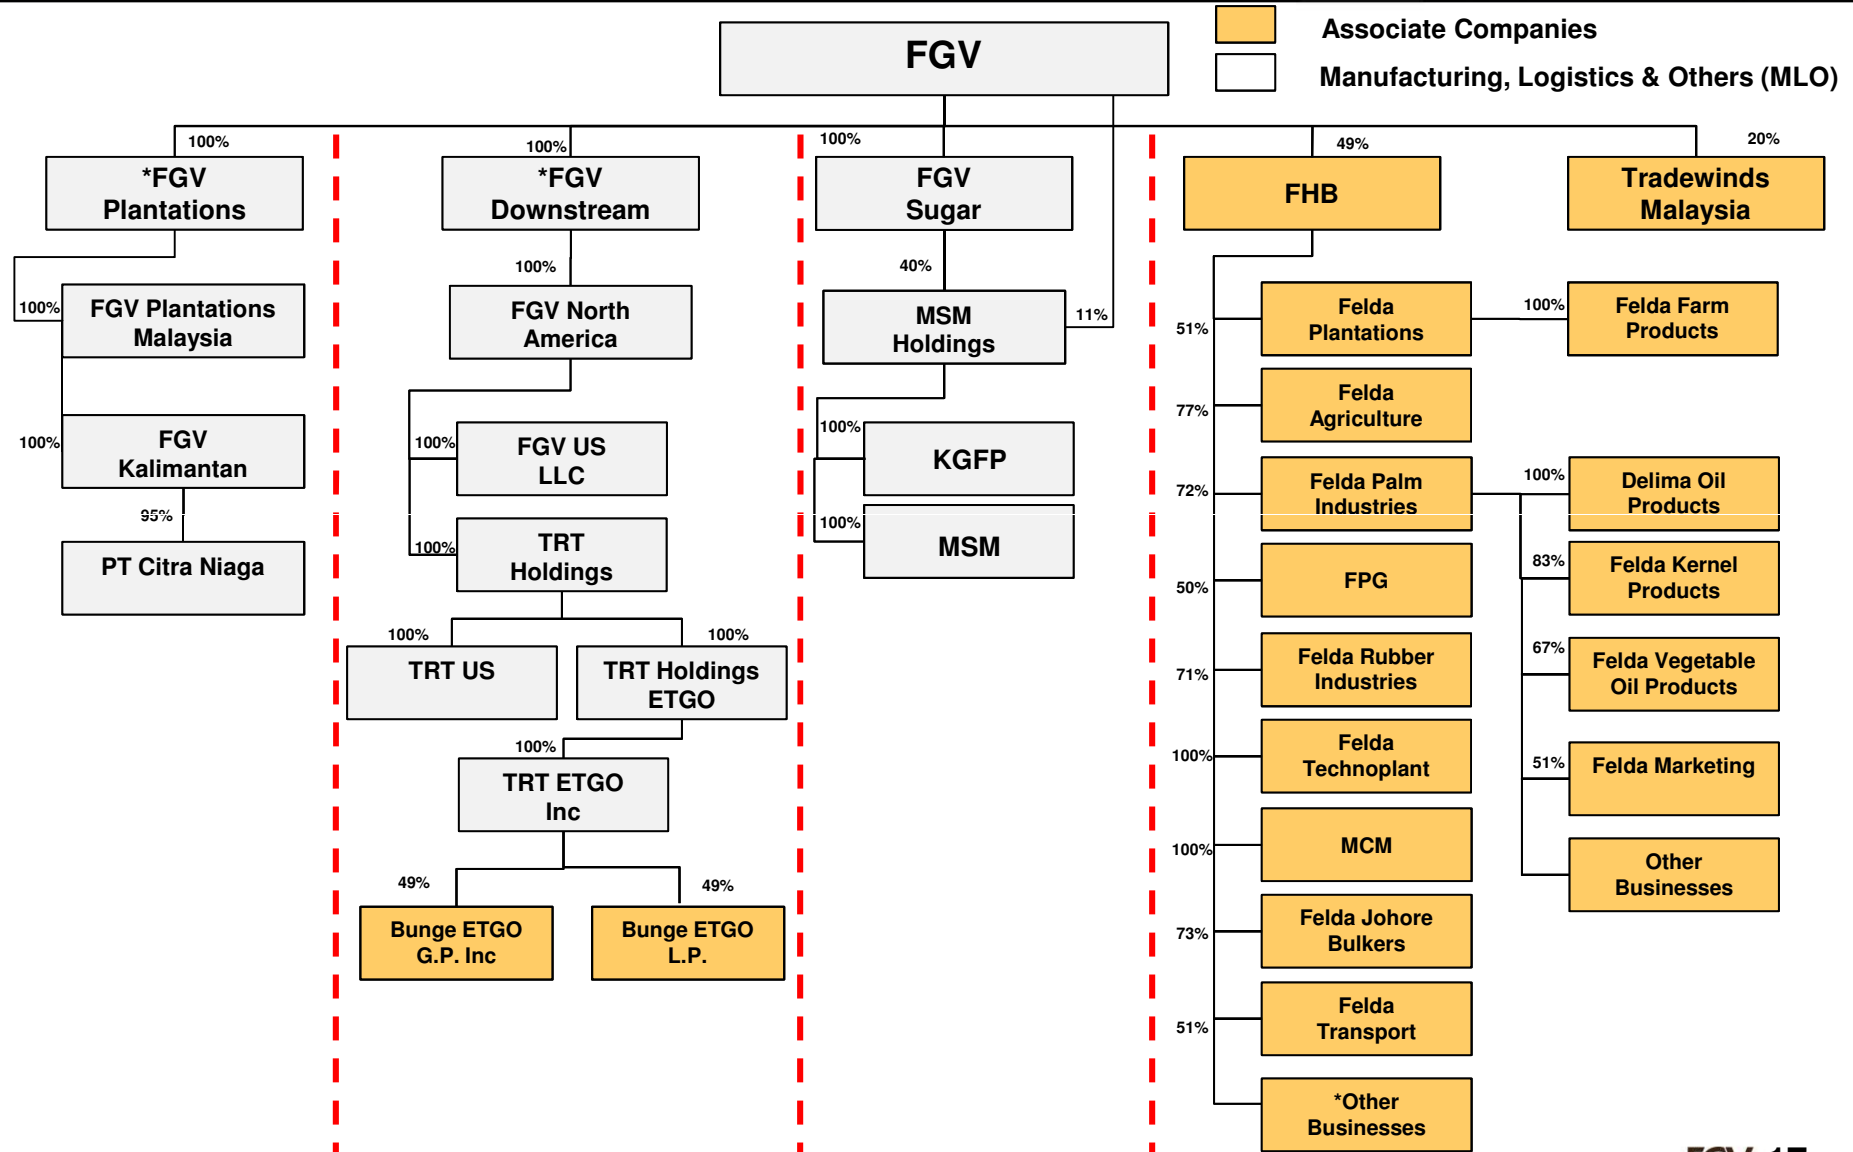 FGV
Associate Companies
Manufacturing, Logistics & Others (MLO)
100%
100%
100%
49%
20%
*FGV
Plantations
*FGV
Downstream
FGV
Sugar
FHB
Tradewinds
Malaysia
100%
FGV Plantations
Malaysia
100%
FGV
Kalimantan
95%
PT Citra Niaga
100%
FGV North
America
100%
FGV US
LLC
100%
TRT
Holdings
100%
100%
TRT US
TRT Holdings
ETGO
100%
TRT ETGO
Inc
49%
49%
Bunge ETGO
G.P. Inc
Bunge ETGO
L.P.
40%
11%
MSM
Holdings
100%
KGFP
100%
MSM
51%
Felda
Plantations
100%
Felda Farm
Products
77%
Felda
Agriculture
72%
Felda Palm
Industries
100%
Delima Oil
Products
83%
Felda Kernel
Products
67%
Felda Vegetable
Oil Products
51%
Felda Marketing
Other
Businesses
50%
FPG
71%
Felda Rubber
Industries
100%
Felda
Technoplant
100%
MCM
73%
Felda Johore
Bulkers
51%
Felda
Transport
*Other
Businesses